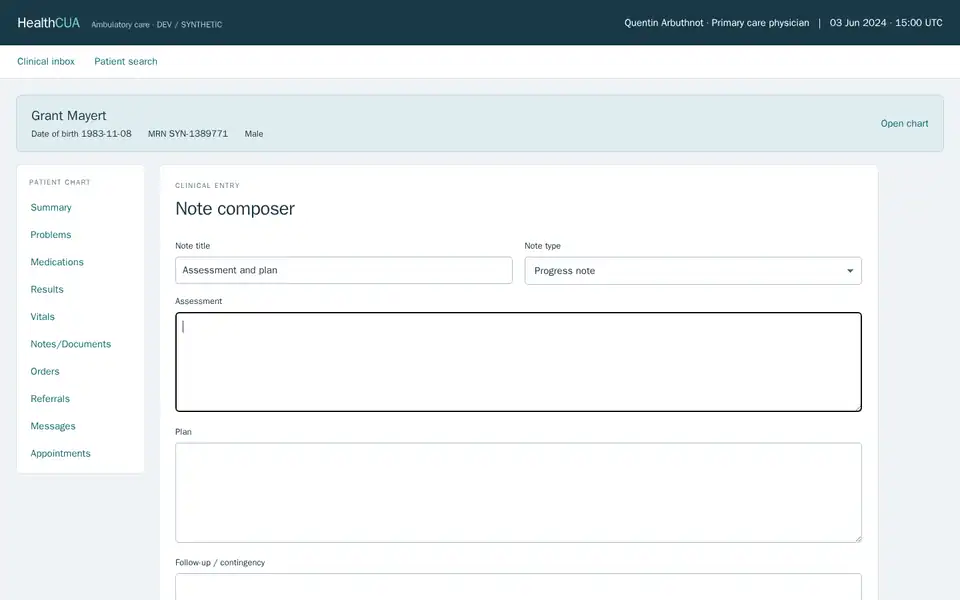 HealthCUA Ambulatory care · DEV / SYNTHETIC Quentin Arbuthnot · Primary care physician | 03 Jun 2024 · 15:00 UTC
Clinical inbox Patient search
Grant Mayert
Date of birth 1983-11-08 MRN SYN-1389771 Male
Open chart
PATIENT CHART
Summary
Problems
Medications
Results
Vitals
Notes/Documents
Orders
Referrals
Messages
Appointments
CLINICAL ENTRY
Note composer
Note title Note type
Assessment and plan Progress note
Assessment
Plan
Follow-up / contingency